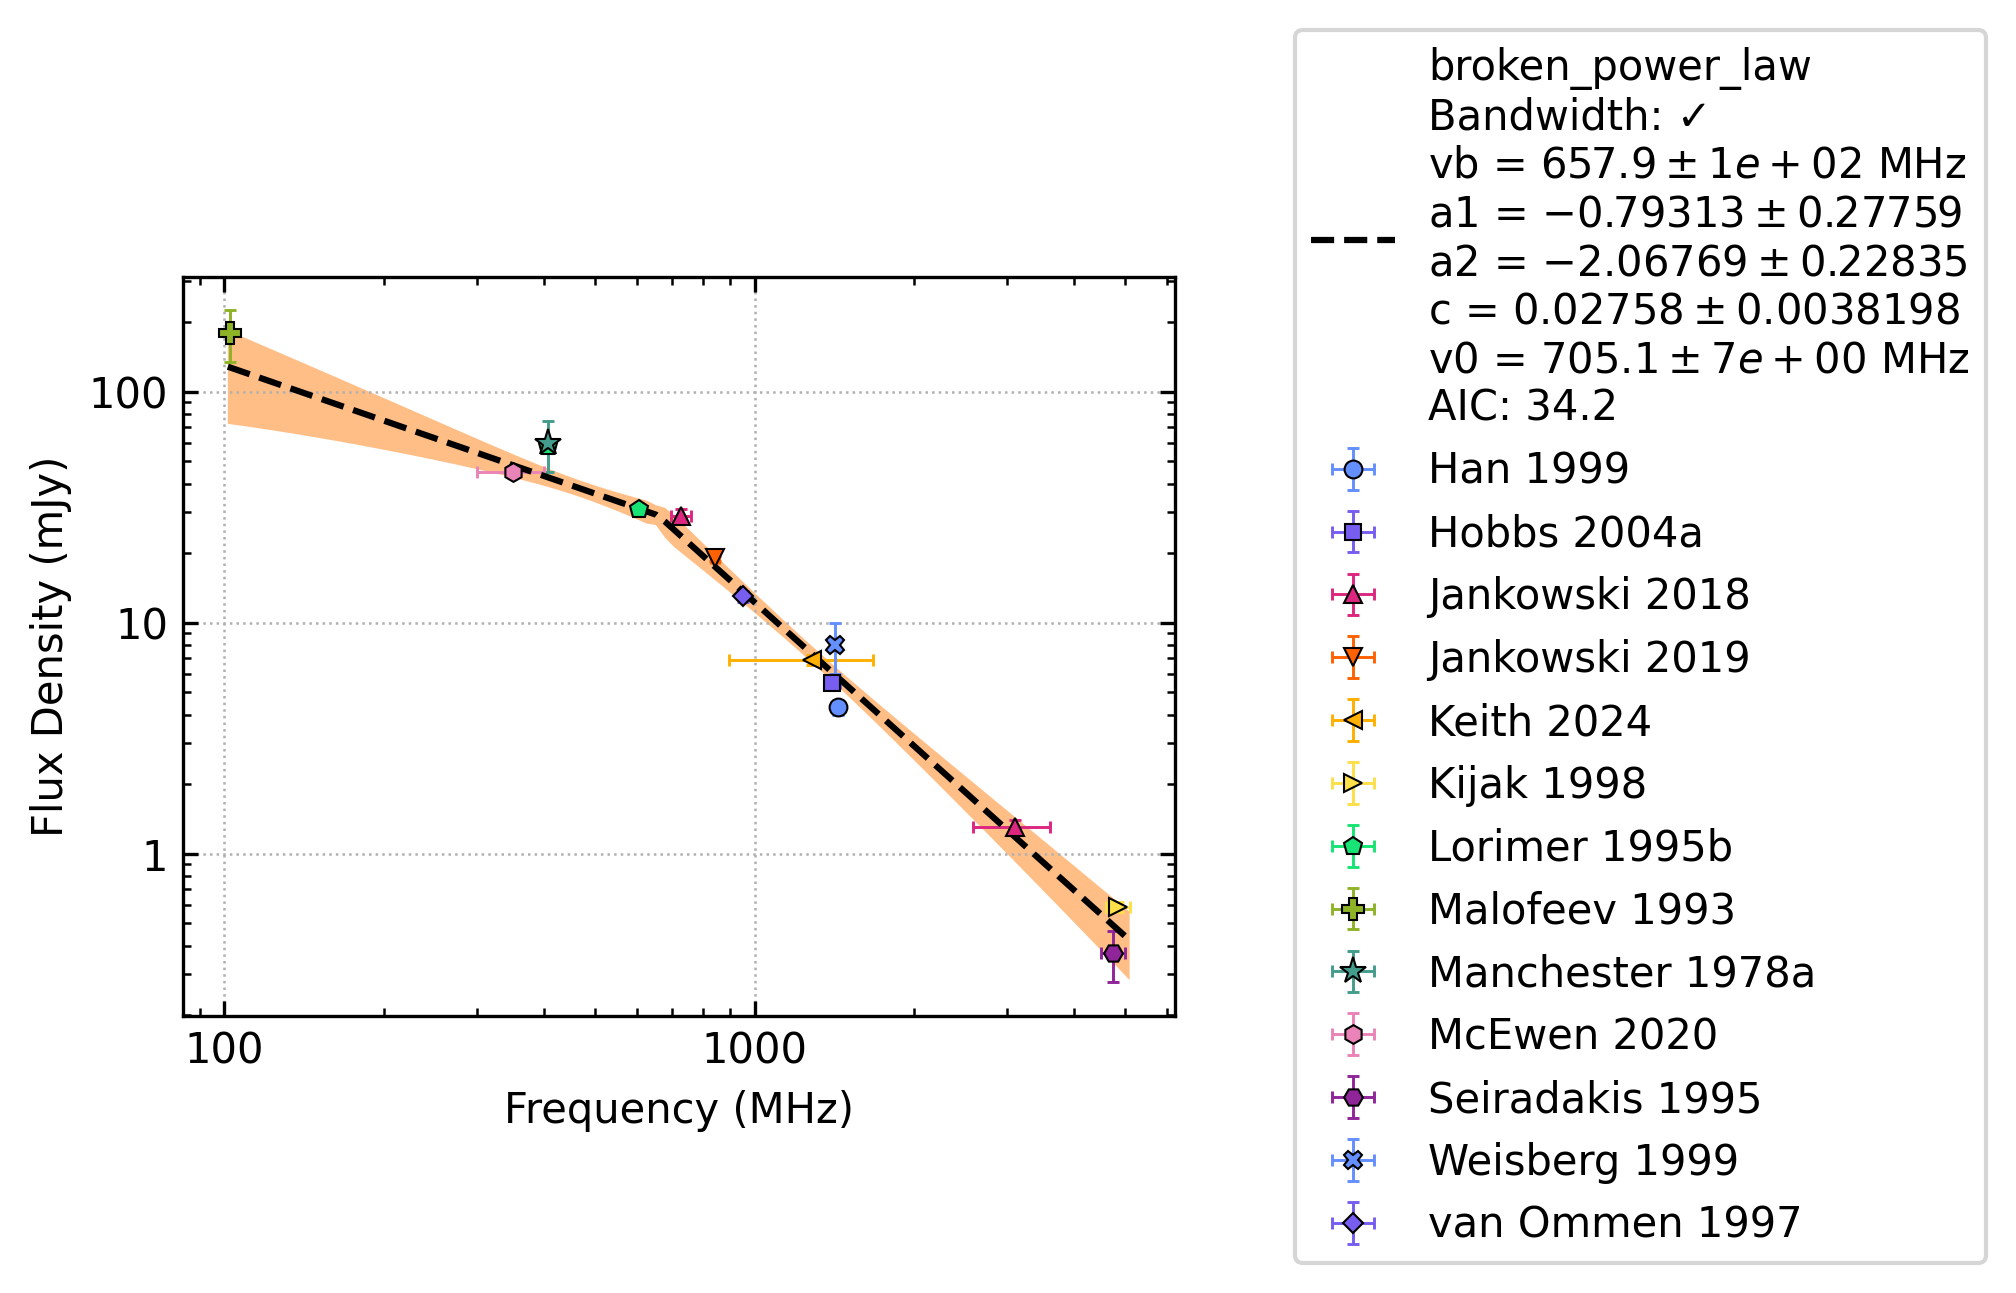 broken_power_law
Bandwidth: ✓
vb = 657.9 ± 1e + 02 MHz
a1 = −0.79313 ± 0.27759
a2 = −2.06769 ± 0.22835
c = 0.02758 ± 0.0038198
v0 = 705.1 ± 7e + 00 MHz
AIC: 34.2
Han 1999
Hobbs 2004a
Jankowski 2018
Jankowski 2019
Keith 2024
Kijak 1998
Lorimer 1995b
Malofeev 1993
Manchester 1978a
McEwen 2020
Seiradakis 1995
Weisberg 1999
van Ommen 1997
Flux Density (mJy)
100
10
1
100
1000
Frequency (MHz)